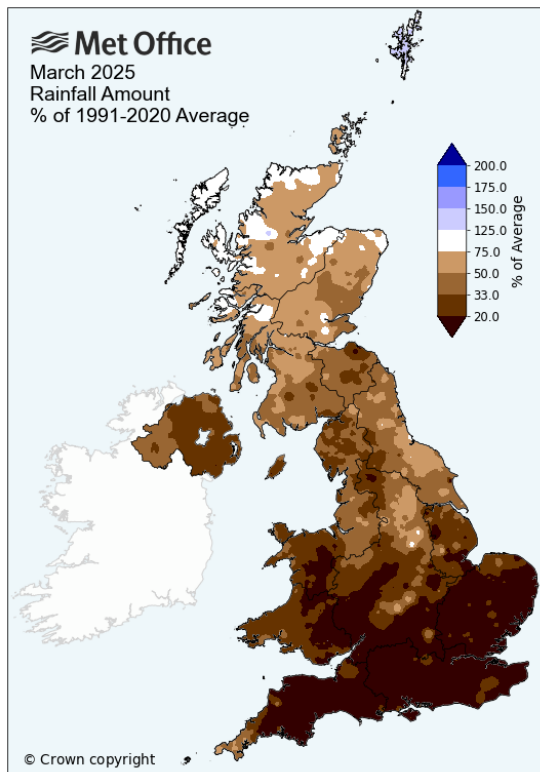 Met Office
March 2025
Rainfall Amount
% of 1991-2020 Average
200.0
175.0
150.0
125.0
75.0
50.0
33.0
20.0
% of Average
© Crown copyright